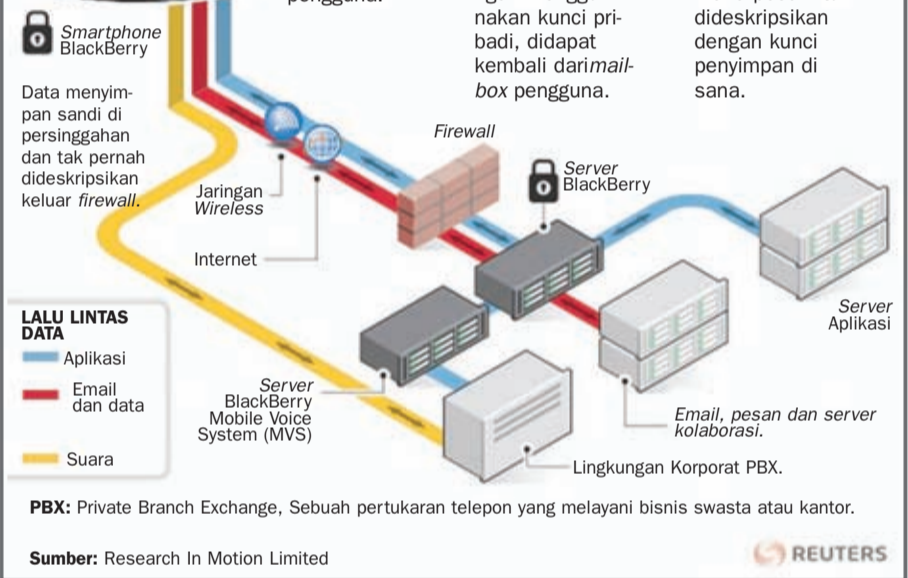 pengguna.
nakan kunci pri-
badi, didapat
kembali dari mail-
box pengguna.
dideskripsikan
dengan kunci
penyimpan di
sana.
Smartphone
BlackBerry
Data menyim-
pan sandi di
persinggahan
dan tak pernah
dideskripsikan
keluar firewall.
Jaringan
Wireless
Internet
Firewall
Server
BlackBerry
Server
Aplikasi
LALU LINTAS
DATA
Aplikasi
Email
dan data
Suara
Server
BlackBerry
Mobile Voice
System (MVS)
Email, pesan dan server
kolaborasi.
Lingkungan Korporat PBX.
PBX: Private Branch Exchange, Sebuah pertukaran telepon yang melayani bisnis swasta atau kantor.
Sumber: Research In Motion Limited
REUTERS